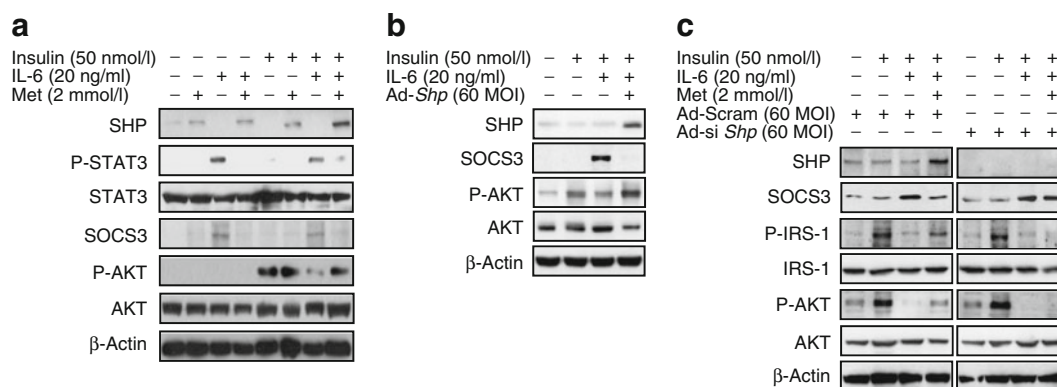 a
Insulin (50 nmol/l) – – – – + + + +
IL-6 (20 ng/ml) – – + + – – + +
Met (2 mmol/l) – + – + – + – +
SHP
P-STAT3
STAT3
SOCS3
P-AKT
AKT
β-Actin
b
Insulin (50 nmol/l) – + + +
IL-6 (20 ng/ml) – – + +
Ad-Shp (60 MOI) – – – +
SHP
SOCS3
P-AKT
AKT
β-Actin
c
Insulin (50 nmol/l) – + + + – + + +
IL-6 (20 ng/ml) – – + + – – + +
Met (2 mmol/l) – – – + – – – +
Ad-Scram (60 MOI) + + + +
Ad-si Shp (60 MOI) + + + +
SHP
SOCS3
P-IRS-1
IRS-1
P-AKT
AKT
β-Actin